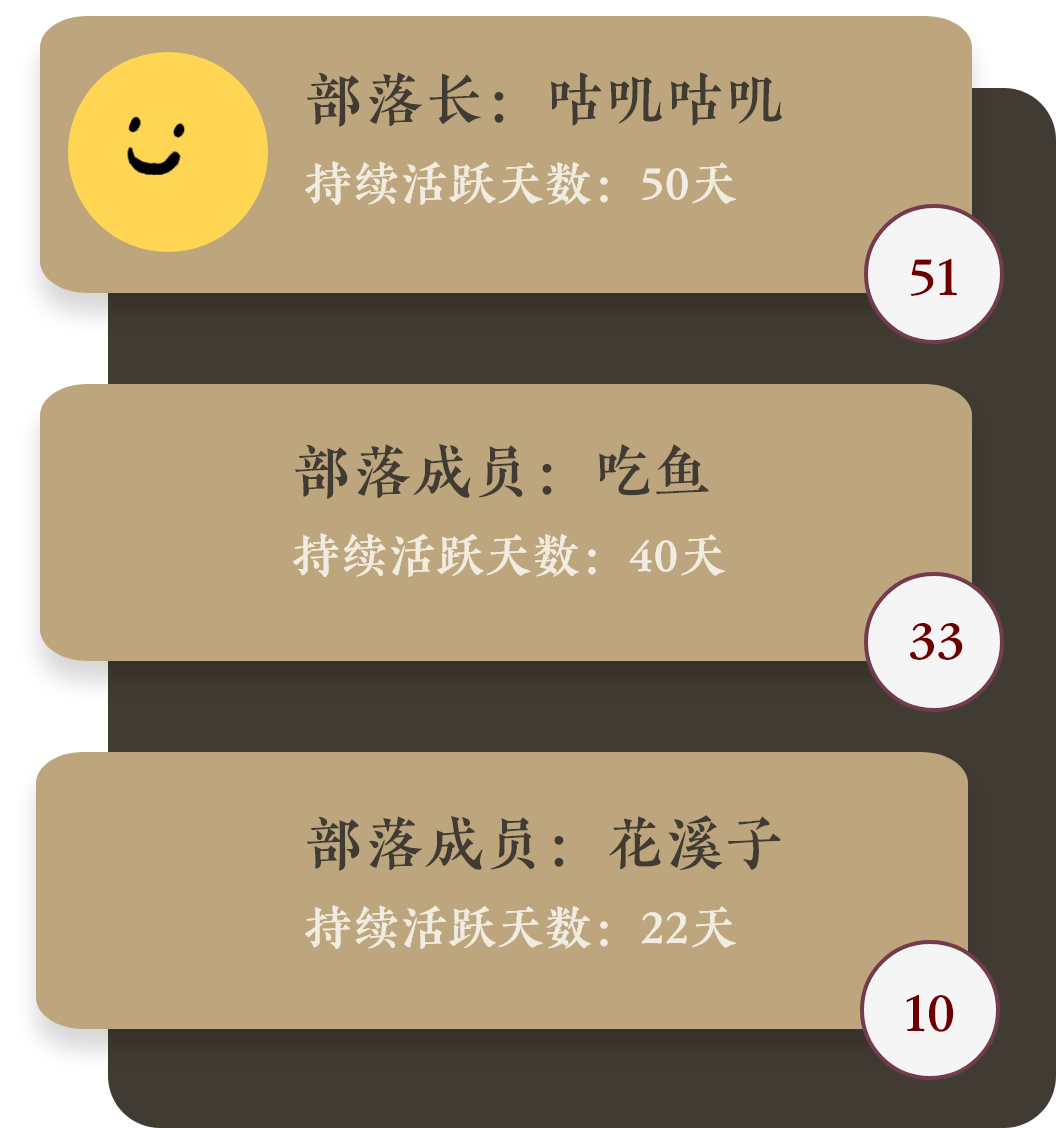 部落长：咕叽咕叽
持续活跃天数：50天
51
部落成员：吃鱼
持续活跃天数：40天
33
部落成员：花溪子
持续活跃天数：22天
10